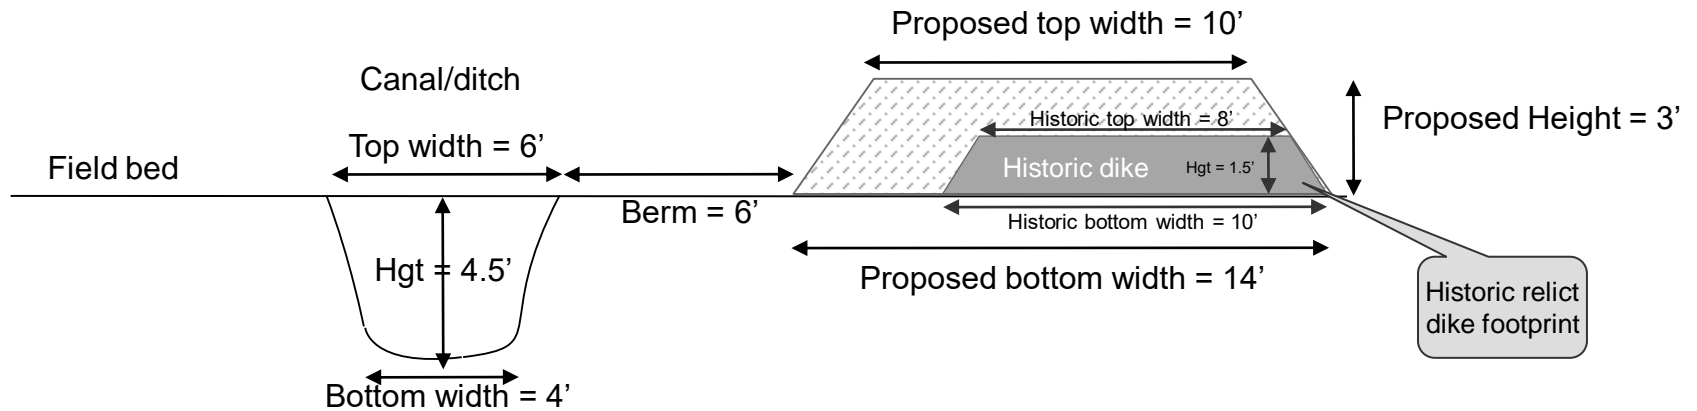 Proposed top width = 10’
Canal/ditch
Proposed Height = 3’
Historic top width = 8’
Top width = 6’
Field bed
Historic dike
Hgt = 1.5’
Berm = 6’
Historic bottom width = 10’
Hgt = 4.5’
Proposed bottom width = 14’
Historic relict
dike footprint
Bottom width = 4’